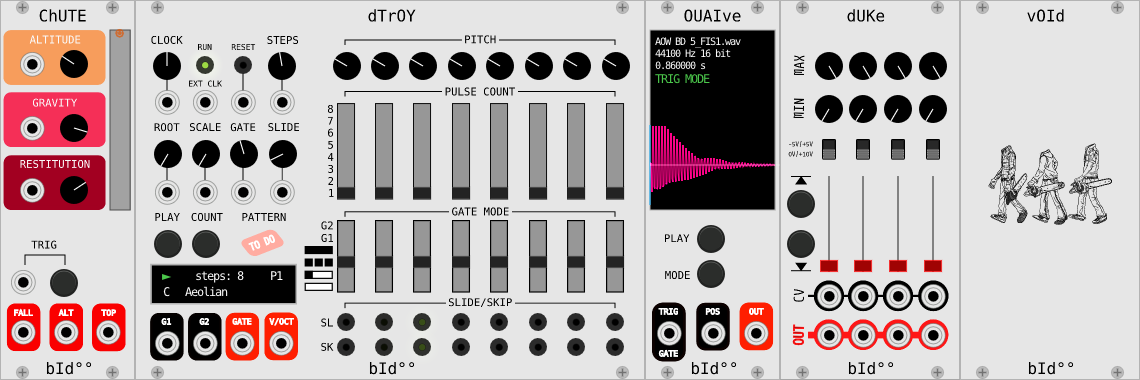 ChUTE
ALTITUDE
GRAVITY
RESTITUTION
TRIG
FALL ALT TOP
bId°°
dTrOY
CLOCK RUN RESET STEPS
EXT CLK
ROOT SCALE GATE SLIDE
PLAY COUNT PATTERN
TO DO
steps: 8 P1
C Aeolian
G1 G2 GATE V/OCT
PITCH
PULSE COUNT
8
7
6
5
4
3
2
1
GATE MODE
G2
G1
SLIDE/SKIP
SL
SK
bId°°
OUAIve
AOW BD 5_FIS1.wav
44100 Hz 16 bit
0.860000 s
TRIG MODE
PLAY
MODE
TRIG POS OUT
GATE
bId°°
dUKe
MAX
MIN
-5V/+5V
0V/+10V
CV
OUT
bId°°
vOId
bId°°